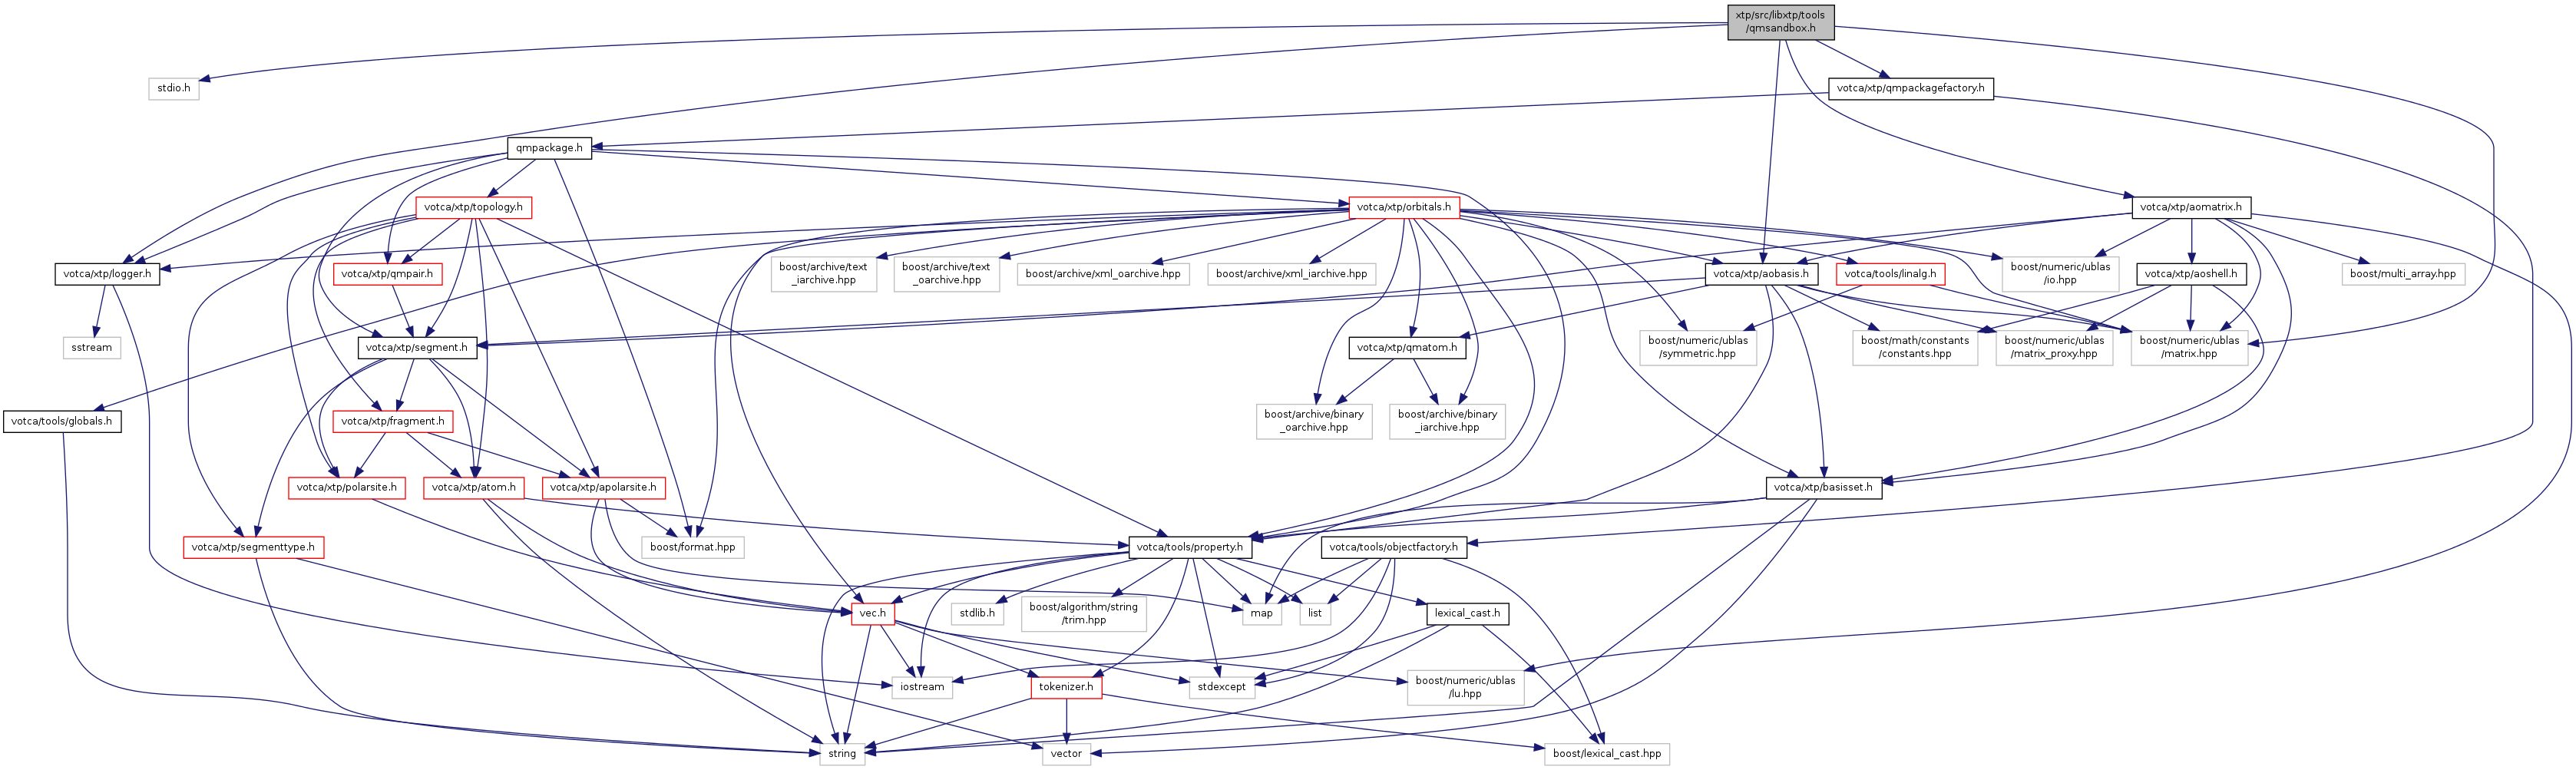 xtp/src/libxtp/tools
/qmsandbox.h
stdio.h
votca/xtp/qmpackagefactory.h
qmpackage.h
votca/xtp/topology.h
votca/xtp/orbitals.h
votca/xtp/aomatrix.h
votca/xtp/logger.h
votca/xtp/qmpair.h
boost/archive/text
_iarchive.hpp
boost/archive/text
_oarchive.hpp
boost/archive/xml_oarchive.hpp
boost/archive/xml_iarchive.hpp
votca/xtp/aobasis.h
votca/tools/linalg.h
boost/numeric/ublas
/io.hpp
votca/xtp/aoshell.h
boost/multi_array.hpp
sstream
votca/xtp/segment.h
votca/xtp/qmatom.h
boost/numeric/ublas
/symmetric.hpp
boost/math/constants
/constants.hpp
boost/numeric/ublas
/matrix_proxy.hpp
boost/numeric/ublas
/matrix.hpp
votca/tools/globals.h
votca/xtp/fragment.h
boost/archive/binary
_oarchive.hpp
boost/archive/binary
_iarchive.hpp
votca/xtp/polarsite.h
votca/xtp/atom.h
votca/xtp/apolarsite.h
votca/xtp/basisset.h
votca/xtp/segmenttype.h
boost/format.hpp
votca/tools/property.h
votca/tools/objectfactory.h
vec.h
stdlib.h
boost/algorithm/string
/trim.hpp
map
list
lexical_cast.h
iostream
tokenizer.h
stdexcept
boost/numeric/ublas
/lu.hpp
string
vector
boost/lexical_cast.hpp